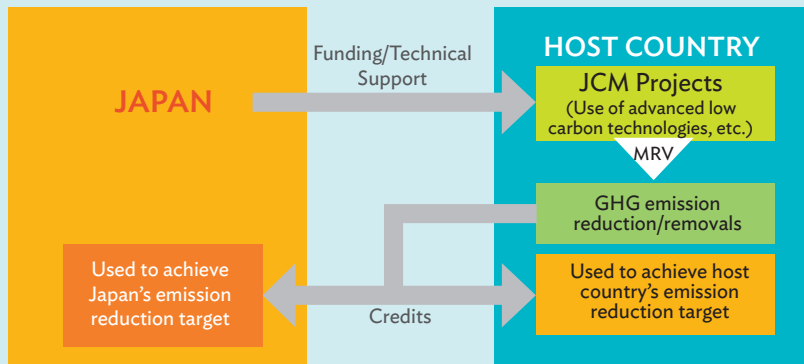 JAPAN
Funding/Technical
Support
HOST COUNTRY
JCM Projects
(Use of advanced low
carbon technologies, etc.)
MRV
GHG emission
reduction/removals
Used to achieve
Japan's emission
reduction target
Credits
Used to achieve host
country's emission
reduction target